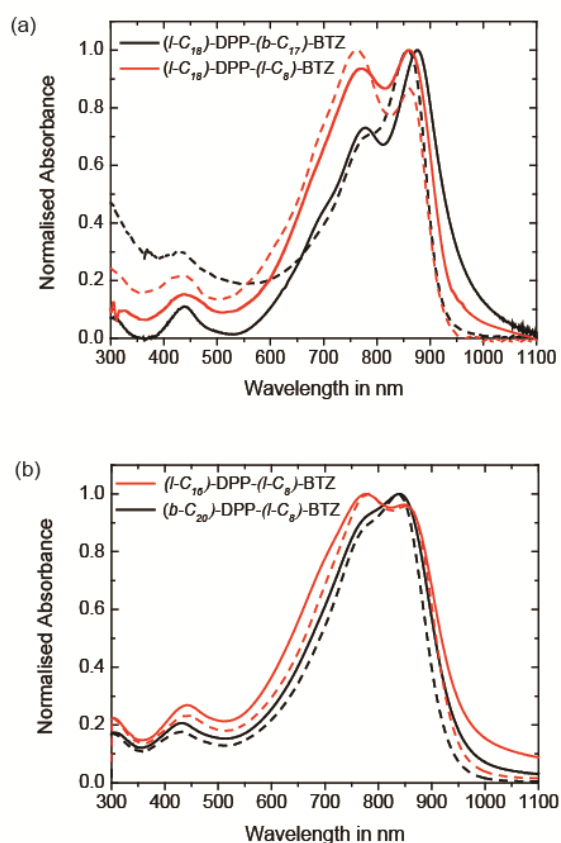 (a)
(l-C18)-DPP-(b-C17)-BTZ
(l-C18)-DPP-(l-C8)-BTZ
Normalised Absorbance
1.0
0.8
0.6
0.4
0.2
0.0
300 400 500 600 700 800 900 1000 1100
Wavelength in nm
(b)
(l-C16)-DPP-(l-C8)-BTZ
(b-C20)-DPP-(l-C8)-BTZ
Normalised Absorbance
1.0
0.8
0.6
0.4
0.2
0.0
300 400 500 600 700 800 900 1000 1100
Wavelength in nm